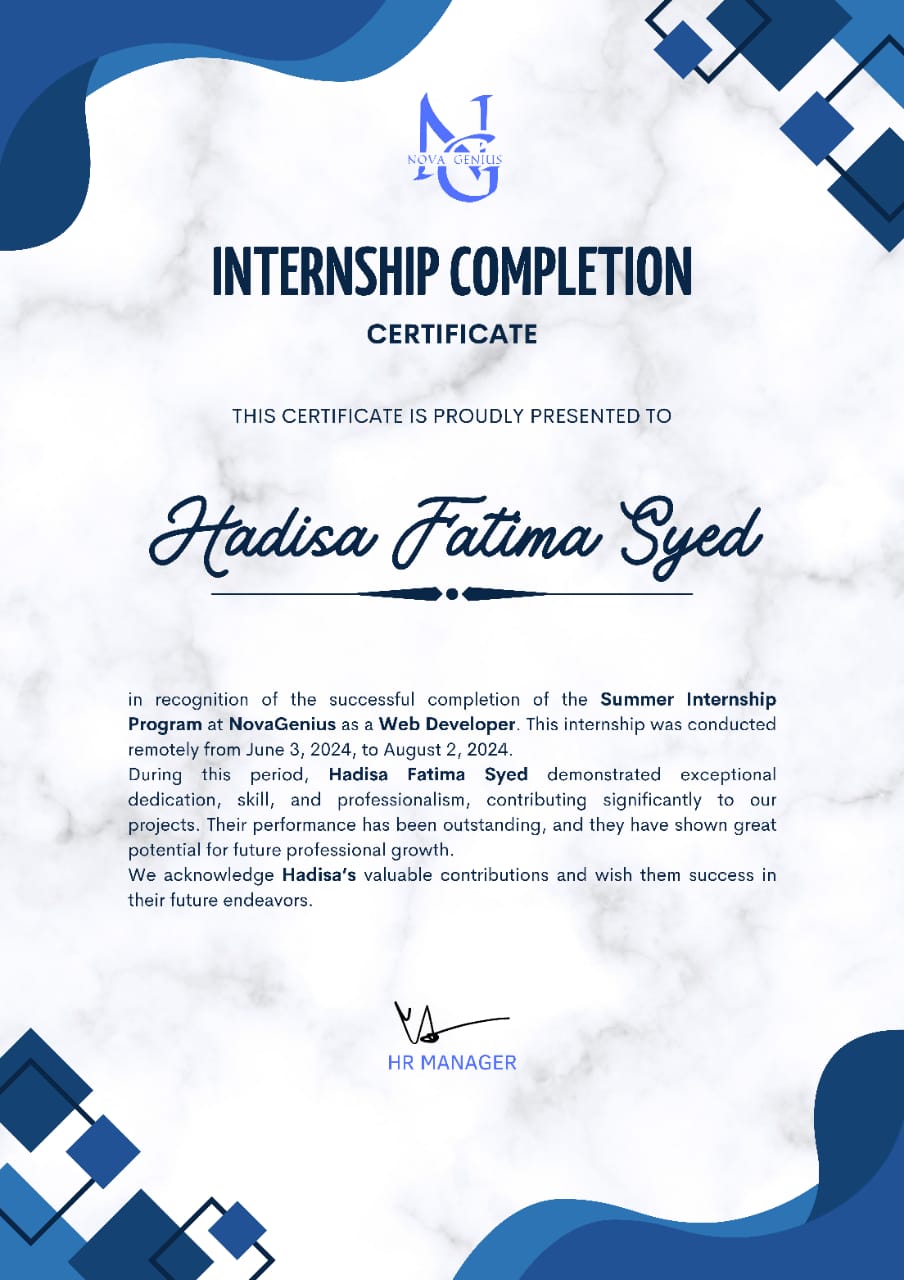 NOVA GENIUS
INTERNSHIP COMPLETION
CERTIFICATE
THIS CERTIFICATE IS PROUDLY PRESENTED TO
Hadisa Fatima Syed
in recognition of the successful completion of the Summer Internship
Program at NovaGenius as a Web Developer. This internship was conducted
remotely from June 3, 2024, to August 2, 2024.
During this period, Hadisa Fatima Syed demonstrated exceptional
dedication, skill, and professionalism, contributing significantly to our
projects. Their performance has been outstanding, and they have shown great
potential for future professional growth.
We acknowledge Hadisa’s valuable contributions and wish them success in
their future endeavors.
HR MANAGER